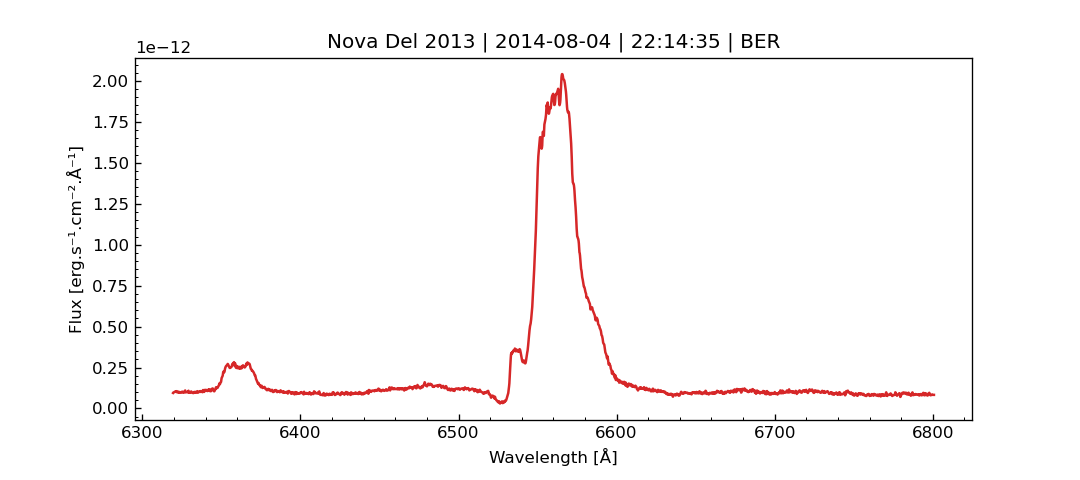 Nova Del 2013 | 2014-08-04 | 22:14:35 | BER
1e−12
2.00
1.75
1.50
1.25
1.00
0.75
0.50
0.25
0.00
Flux [erg.s⁻¹.cm⁻².Å⁻¹]
6300 6400 6500 6600 6700 6800
Wavelength [Å]